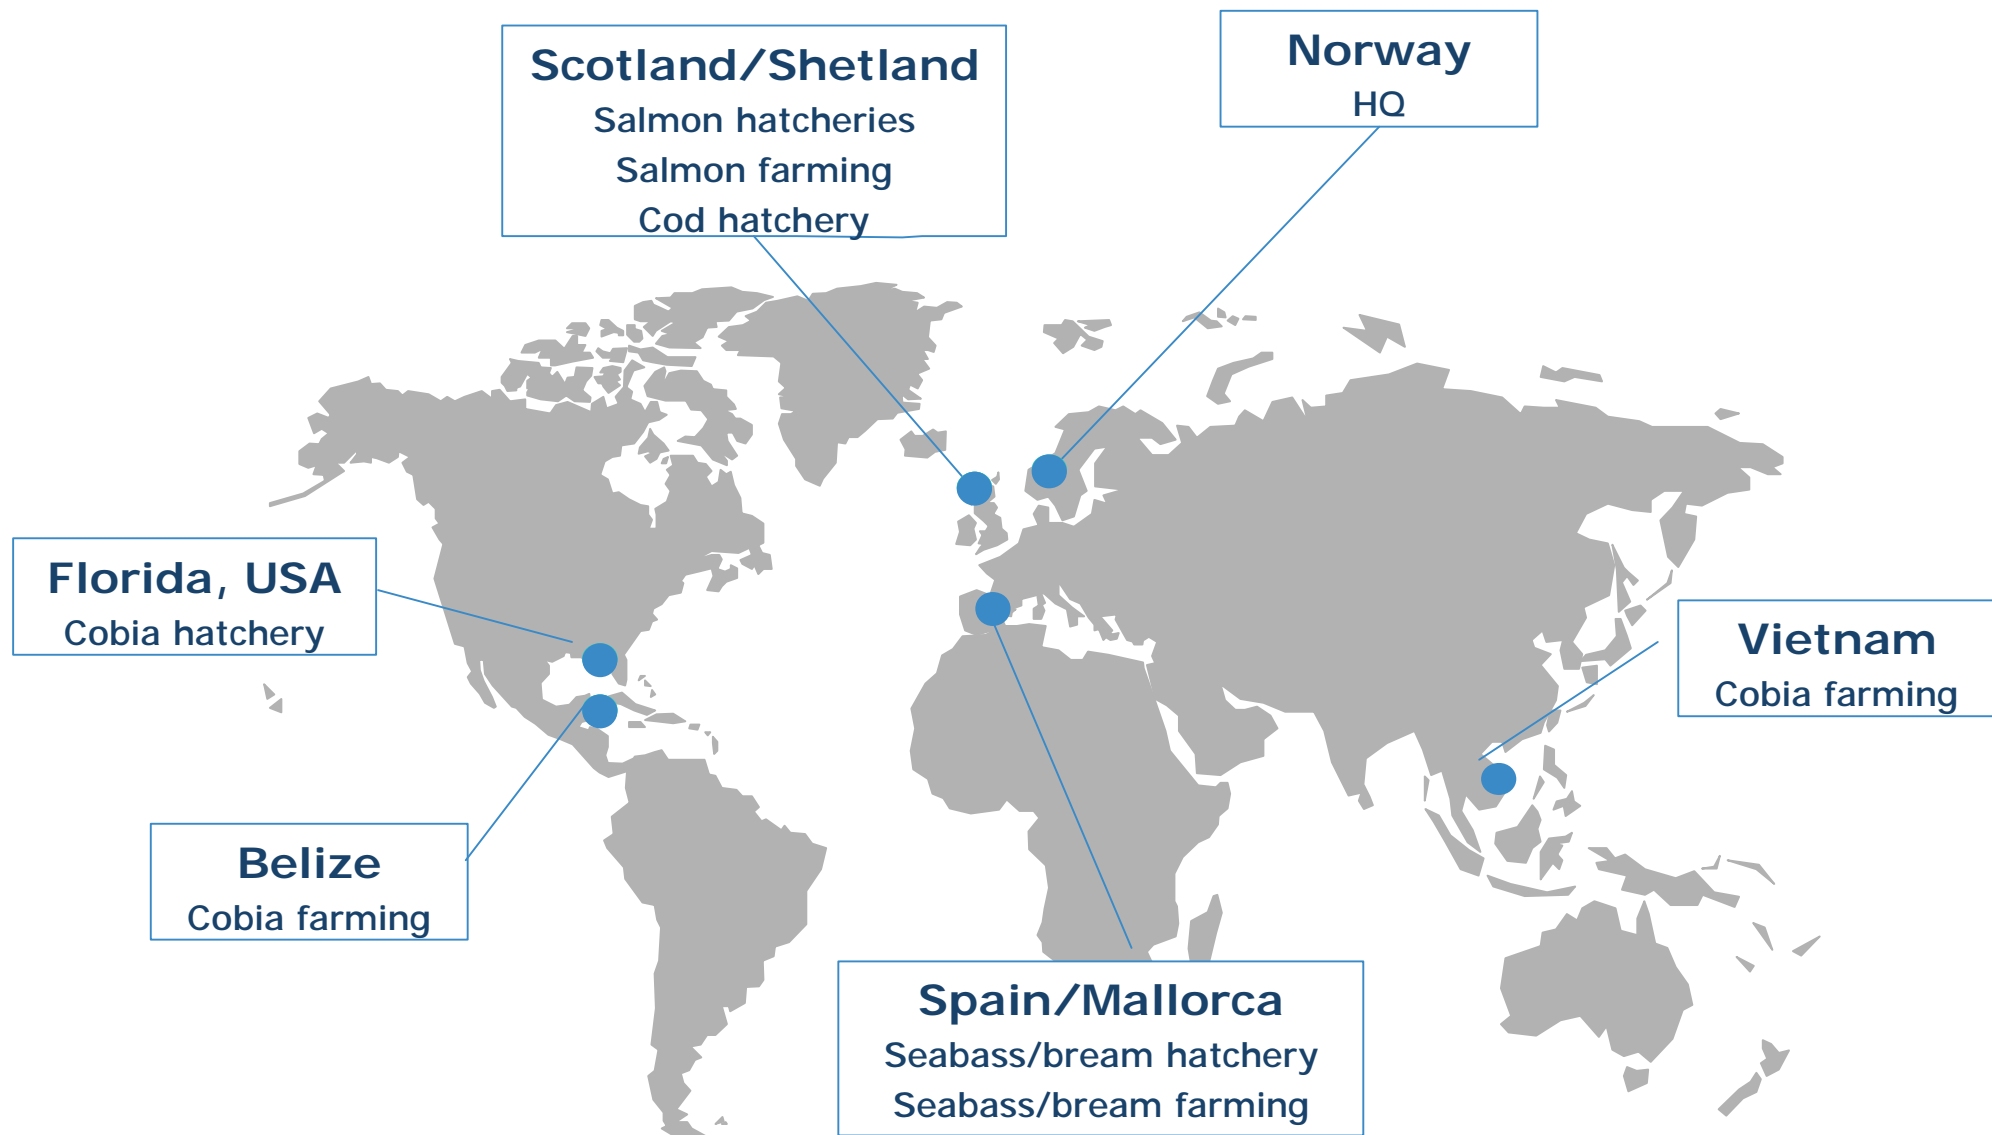 Scotland/Shetland
Salmon hatcheries
Salmon farming
Cod hatchery
Norway
HQ
Florida, USA
Cobia hatchery
Vietnam
Cobia farming
Belize
Cobia farming
Spain/Mallorca
Seabass/bream hatchery
Seabass/bream farming